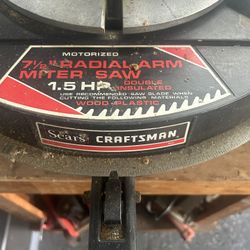 MOTORIZED
7½" RADIAL ARM
MITER SAW
1.5 HP DOUBLE INSULATED
USE RECOMMENDED SAW BLADE WHEN
CUTTING THE FOLLOWING MATERIALS
WOOD-PLASTIC
Sears CRAFTSMAN